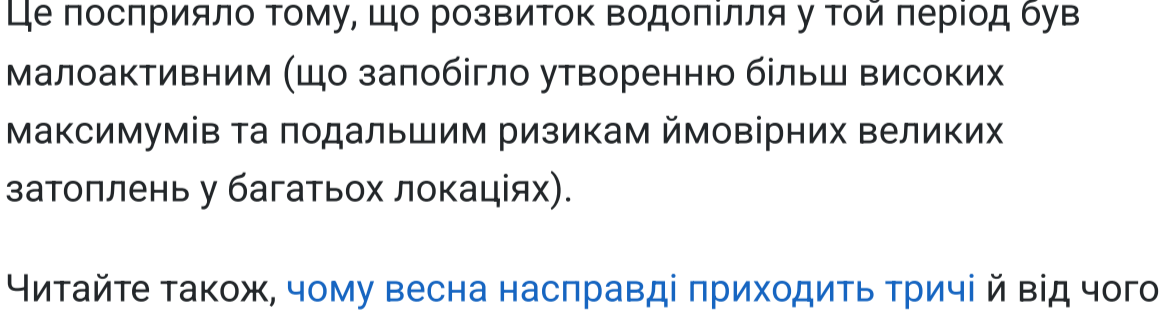 Це посприяло тому, що розвиток водопілля у той період був
малоактивним (що запобігло утворенню більш високих
максимумів та подальшим ризикам ймовірних великих
затоплень у багатьох локаціях).
Читайте також, чому весна насправді приходить тричі й від чого